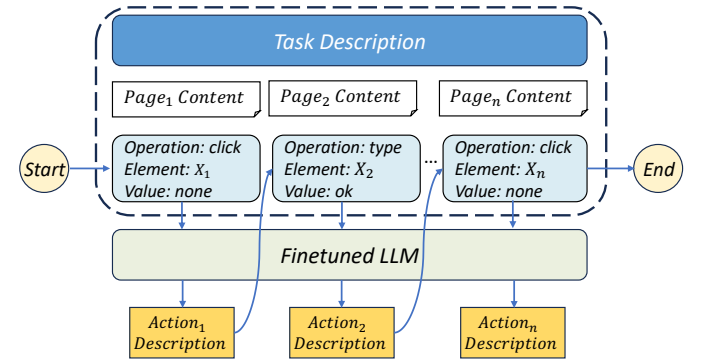 Task Description
Page₁ Content
Page₂ Content
Pageₙ Content
Start
Operation: click
Element: X₁
Value: none
Operation: type
Element: X₂
Value: ok
...
Operation: click
Element: Xₙ
Value: none
End
Finetuned LLM
Action₁
Description
Action₂
Description
Actionₙ
Description